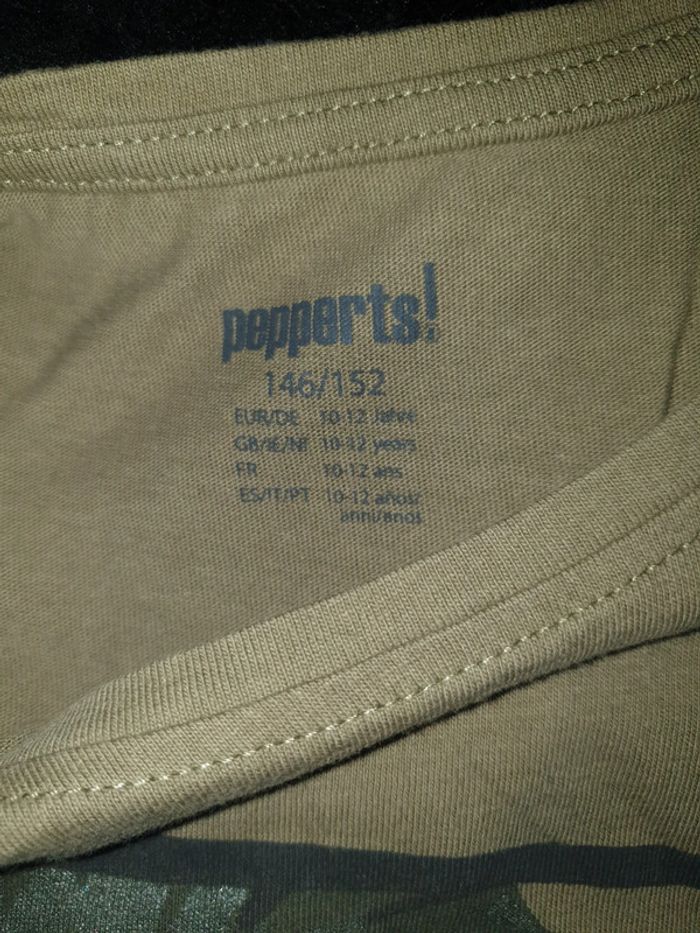 pepperts!
146/152
EUR/DE 10-12 Jahre
GB/IE/NI 10-12 years
FR 10-12 ans
ES/IT/PT 10-12 años/
anni/anos